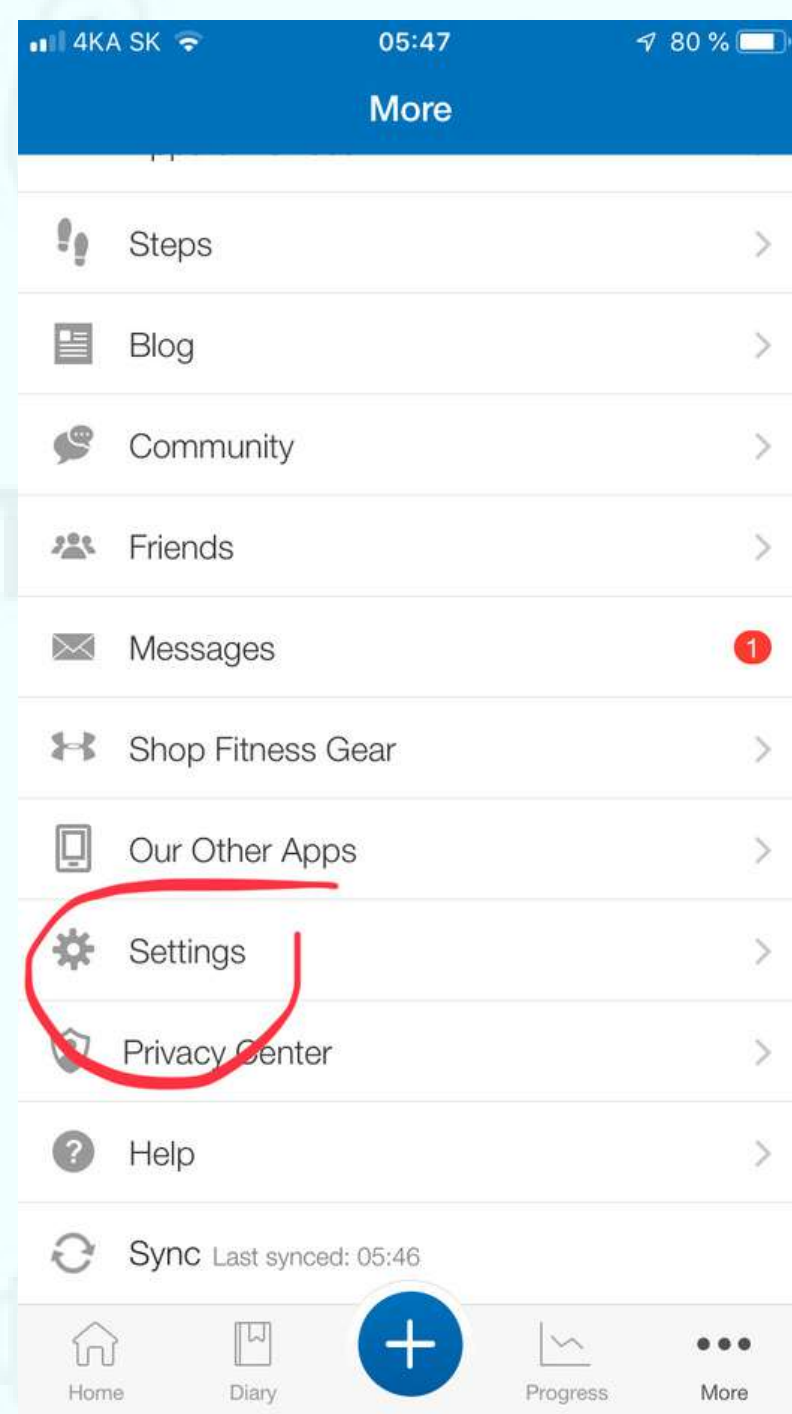 4KA SK 05:47 80 %
More
Steps
Blog
Community
Friends
Messages 1
Shop Fitness Gear
Our Other Apps
Settings
Privacy Center
Help
Sync Last synced: 05:46
Home Diary Progress More